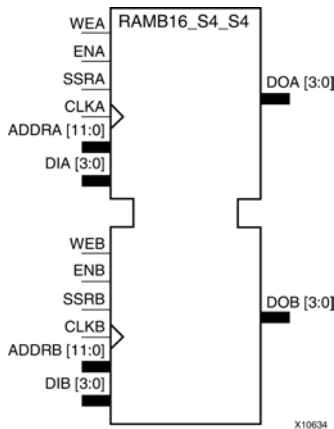 RAMB16_S4_S4
WEA
ENA
SSRA
CLKA
ADDRA [11:0]
DIA [3:0]
DOA [3:0]
WEB
ENB
SSRB
CLKB
ADDRB [11:0]
DIB [3:0]
DOB [3:0]
X10634